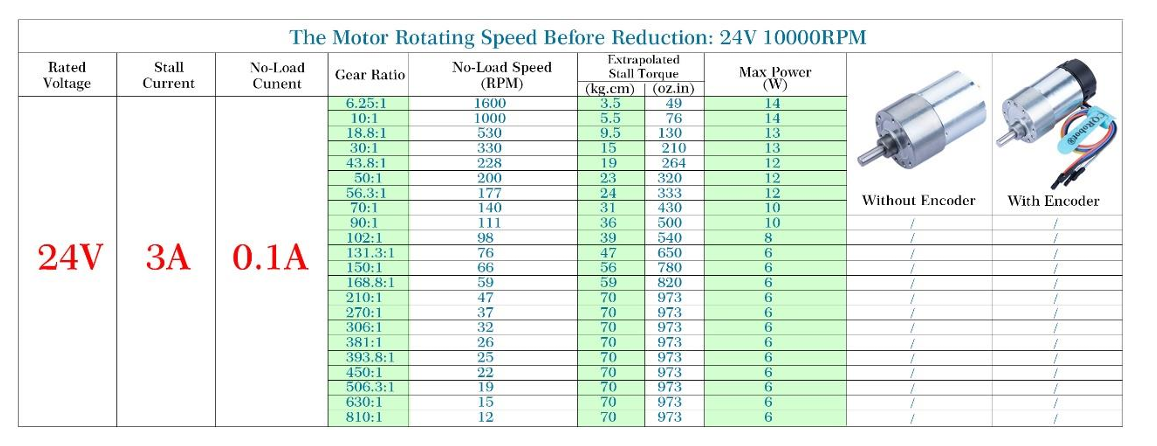 The Motor Rotating Speed Before Reduction: 24V 10000RPM
Rated Voltage Stall Current No-Load Cunent Gear Ratio No-Load Speed (RPM) Extrapolated Stall Torque (kg.cm) (oz.in) Max Power (W)
24V 3A 0.1A
6.25:1 1600 3.5 49 14
10:1 1000 5.5 76 14
18.8:1 530 9.5 130 13
30:1 330 15 210 13
43.8:1 228 19 264 12
50:1 200 23 320 12
56.3:1 177 24 333 12
70:1 140 31 430 10
90:1 111 36 500 10 / /
102:1 98 39 540 8 / /
131.3:1 76 47 650 6 / /
150:1 66 56 780 6 / /
168.8:1 59 59 820 6 / /
210:1 47 70 973 6 / /
270:1 37 70 973 6 / /
306:1 32 70 973 6 / /
381:1 26 70 973 6 / /
393.8:1 25 70 973 6 / /
450:1 22 70 973 6 / /
506.3:1 19 70 973 6 / /
630:1 15 70 973 6 / /
810:1 12 70 973 6 / /
CQRobot
Without Encoder With Encoder